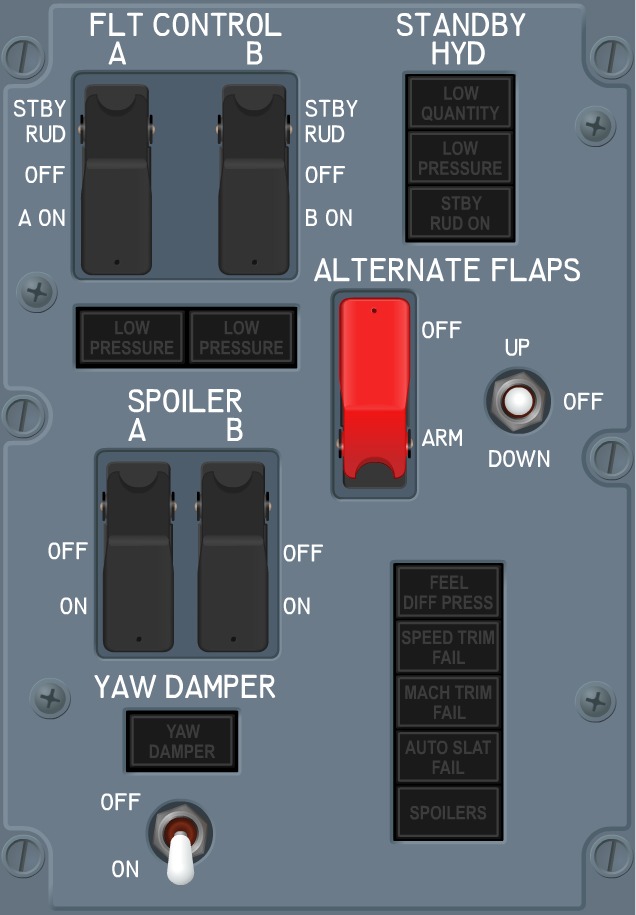 FLT CONTROL
A B
STBY RUD
OFF
A ON
STBY RUD
OFF
B ON
LOW PRESSURE
LOW PRESSURE
STANDBY HYD
LOW QUANTITY
LOW PRESSURE
STBY RUD ON
ALTERNATE FLAPS
OFF
ARM
UP
OFF
DOWN
SPOILER
A B
OFF
ON
OFF
ON
YAW DAMPER
YAW DAMPER
OFF
ON
FEEL DIFF PRESS
SPEED TRIM FAIL
MACH TRIM FAIL
AUTO SLAT FAIL
SPOILERS